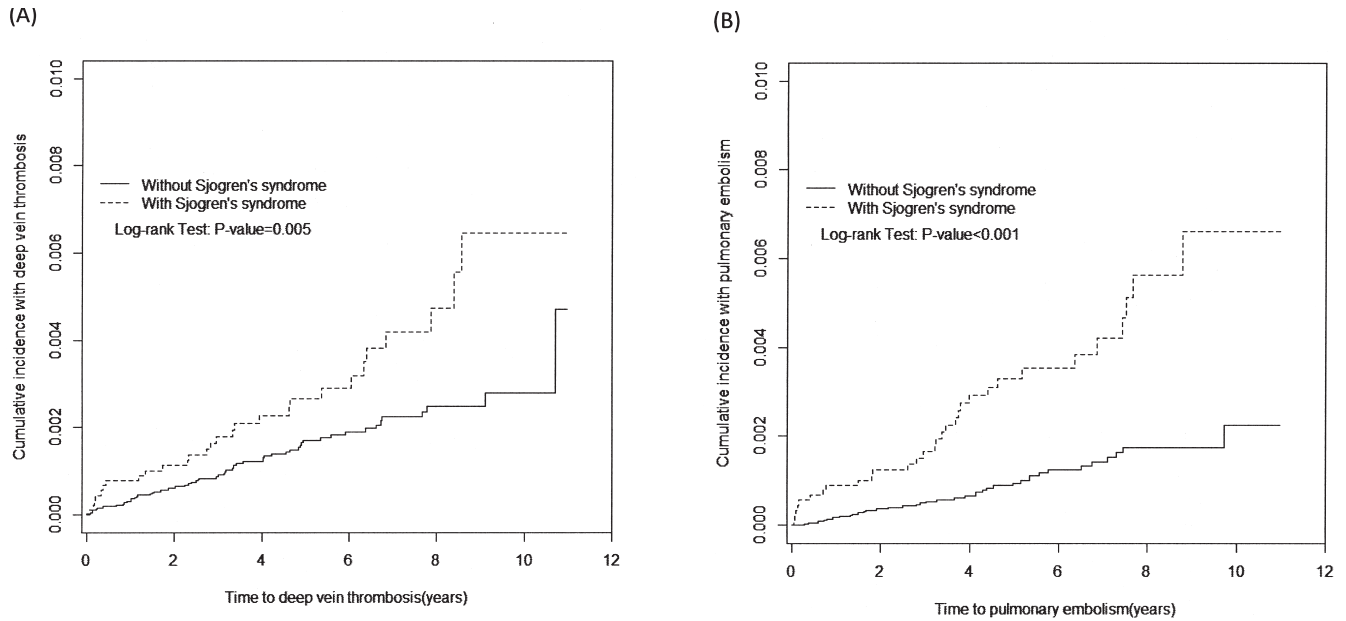 (A)
0.010
0.008
0.006
0.004
0.002
0.000
Cumulative incidence with deep vein thrombosis
Without Sjogren's syndrome
With Sjogren's syndrome
Log-rank Test: P-value=0.005
0 2 4 6 8 10 12
Time to deep vein thrombosis(years)
(B)
0.010
0.008
0.006
0.004
0.002
0.000
Cumulative incidence with pulmonary embolism
Without Sjogren's syndrome
With Sjogren's syndrome
Log-rank Test: P-value<0.001
0 2 4 6 8 10 12
Time to pulmonary embolism(years)